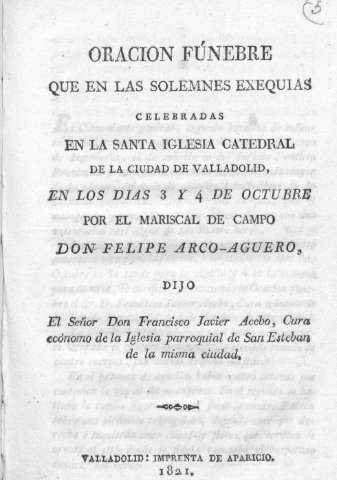 5
ORACION FÚNEBRE
QUE EN LAS SOLEMNES EXEQUIAS
CELEBRADAS
EN LA SANTA IGLESIA CATEDRAL
DE LA CIUDAD DE VALLADOLID,
EN LOS DIAS 3 Y 4 DE OCTUBRE
POR EL MARISCAL DE CAMPO
DON FELIPE ARCO-AGUERO,
DIJO
El Señor Don Francisco Javier Acebo, Cura
ecónomo de la Iglesia parroquial de San Esteban
de la misma ciudad,
VALLADOLID: IMPRENTA DE APARICIO.
1821.